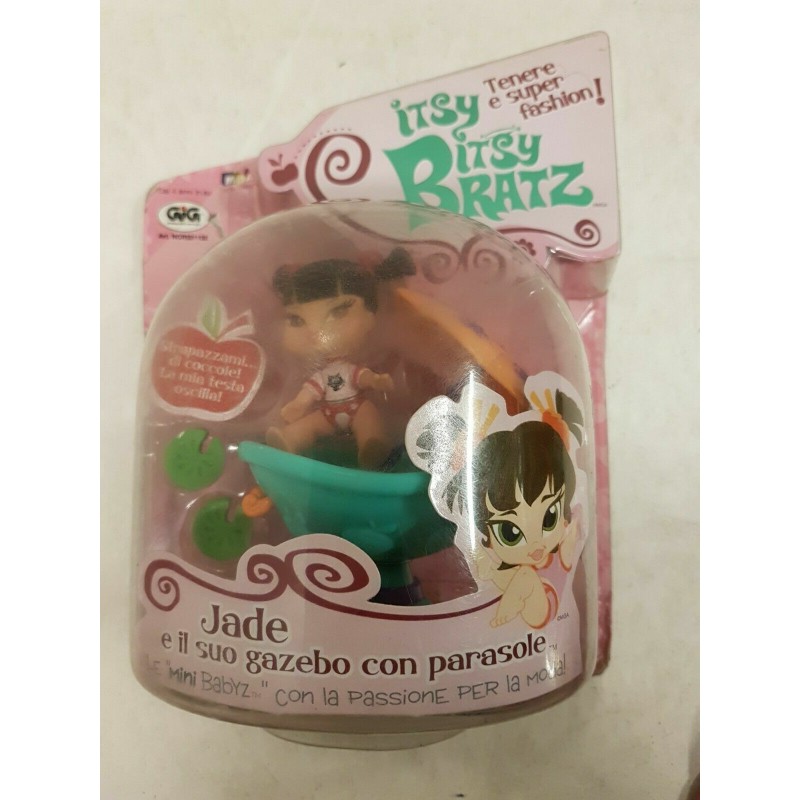 Tenere
e super
fashion!
iTSY
BiTSY
BRATZ
GIG
Strapazzami...
di coccole!
La mia testa
oscilla!
Jade
e il suo gazebo con parasole
LE "mini BaBYZ™" con la passione per la moda!